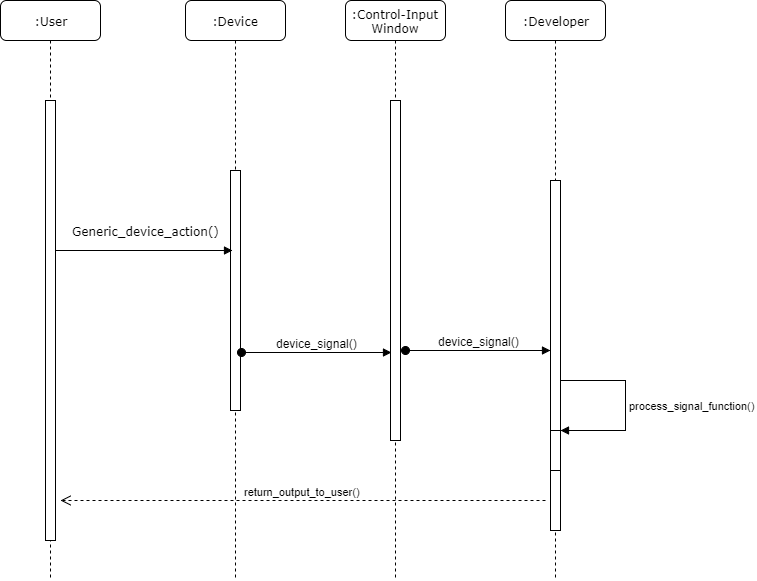 :User
:Device
:Control-Input
Window
:Developer
Generic_device_action()
device_signal()
device_signal()
process_signal_function()
return_output_to_user()